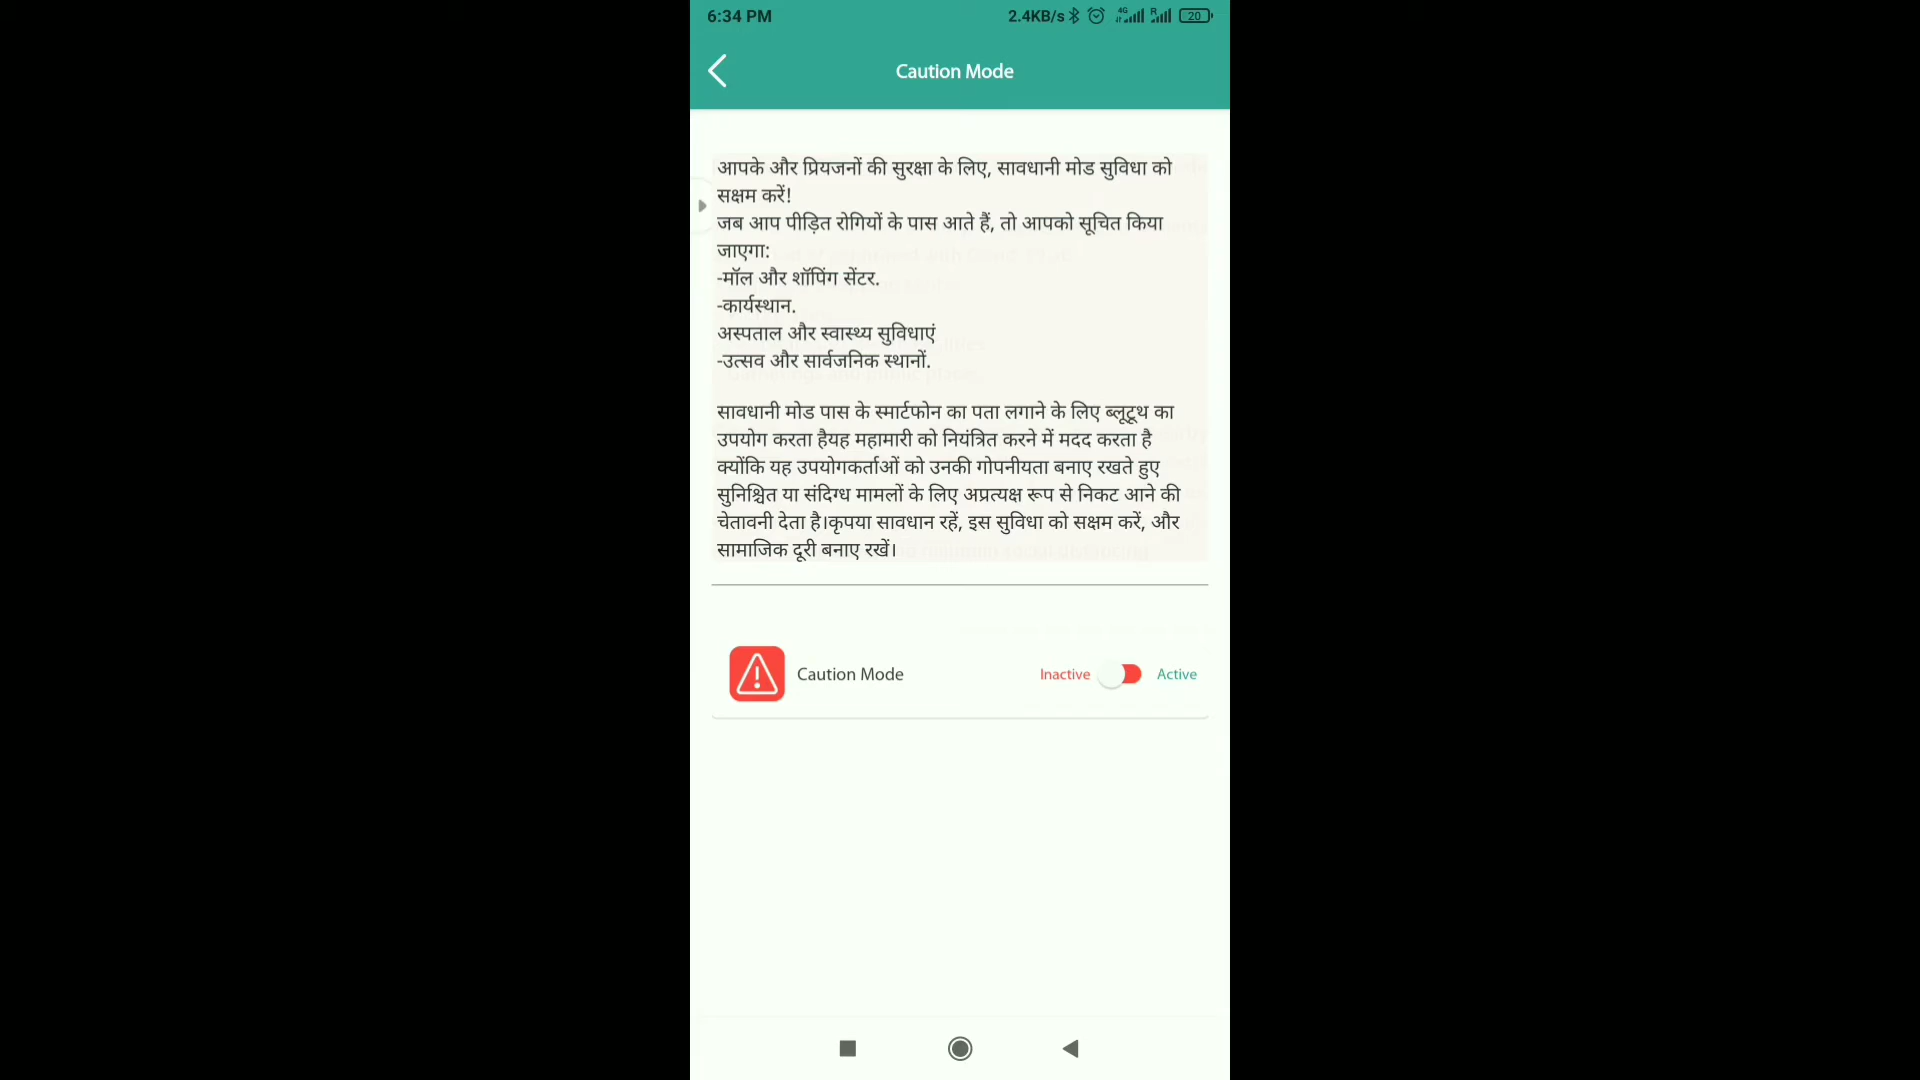 6:34 PM
2.4KB/s 4G R 20
Caution Mode
आपके और प्रियजनों की सुरक्षा के लिए, सावधानी मोड सुविधा को
सक्षम करें!
जब आप पीड़ित रोगियों के पास आते हैं, तो आपको सूचित किया
जाएगा:
-मॉल और शॉपिंग सेंटर.
-कार्यस्थान.
अस्पताल और स्वास्थ्य सुविधाएं
-उत्सव और सार्वजनिक स्थानों.
सावधानी मोड पास के स्मार्टफोन का पता लगाने के लिए ब्लूटूथ का
उपयोग करता हैयह महामारी को नियंत्रित करने में मदद करता है
क्योंकि यह उपयोगकर्ताओं को उनकी गोपनीयता बनाए रखते हुए
सुनिश्चित या संदिग्ध मामलों के लिए अप्रत्यक्ष रूप से निकट आने की
चेतावनी देता है।कृपया सावधान रहें, इस सुविधा को सक्षम करें, और
सामाजिक दूरी बनाए रखें।
Caution Mode
Inactive
Active